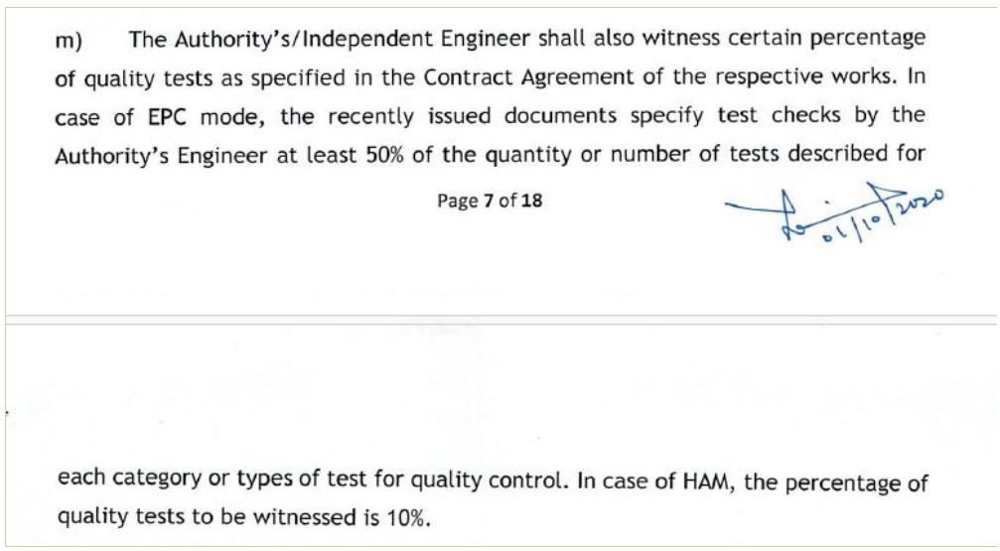 m) The Authority's/Independent Engineer shall also witness certain percentage
of quality tests as specified in the Contract Agreement of the respective works. In
case of EPC mode, the recently issued documents specify test checks by the
Authority's Engineer at least 50% of the quantity or number of tests described for
Page 7 of 18
01/10/2020
each category or types of test for quality control. In case of HAM, the percentage of
quality tests to be witnessed is 10%.